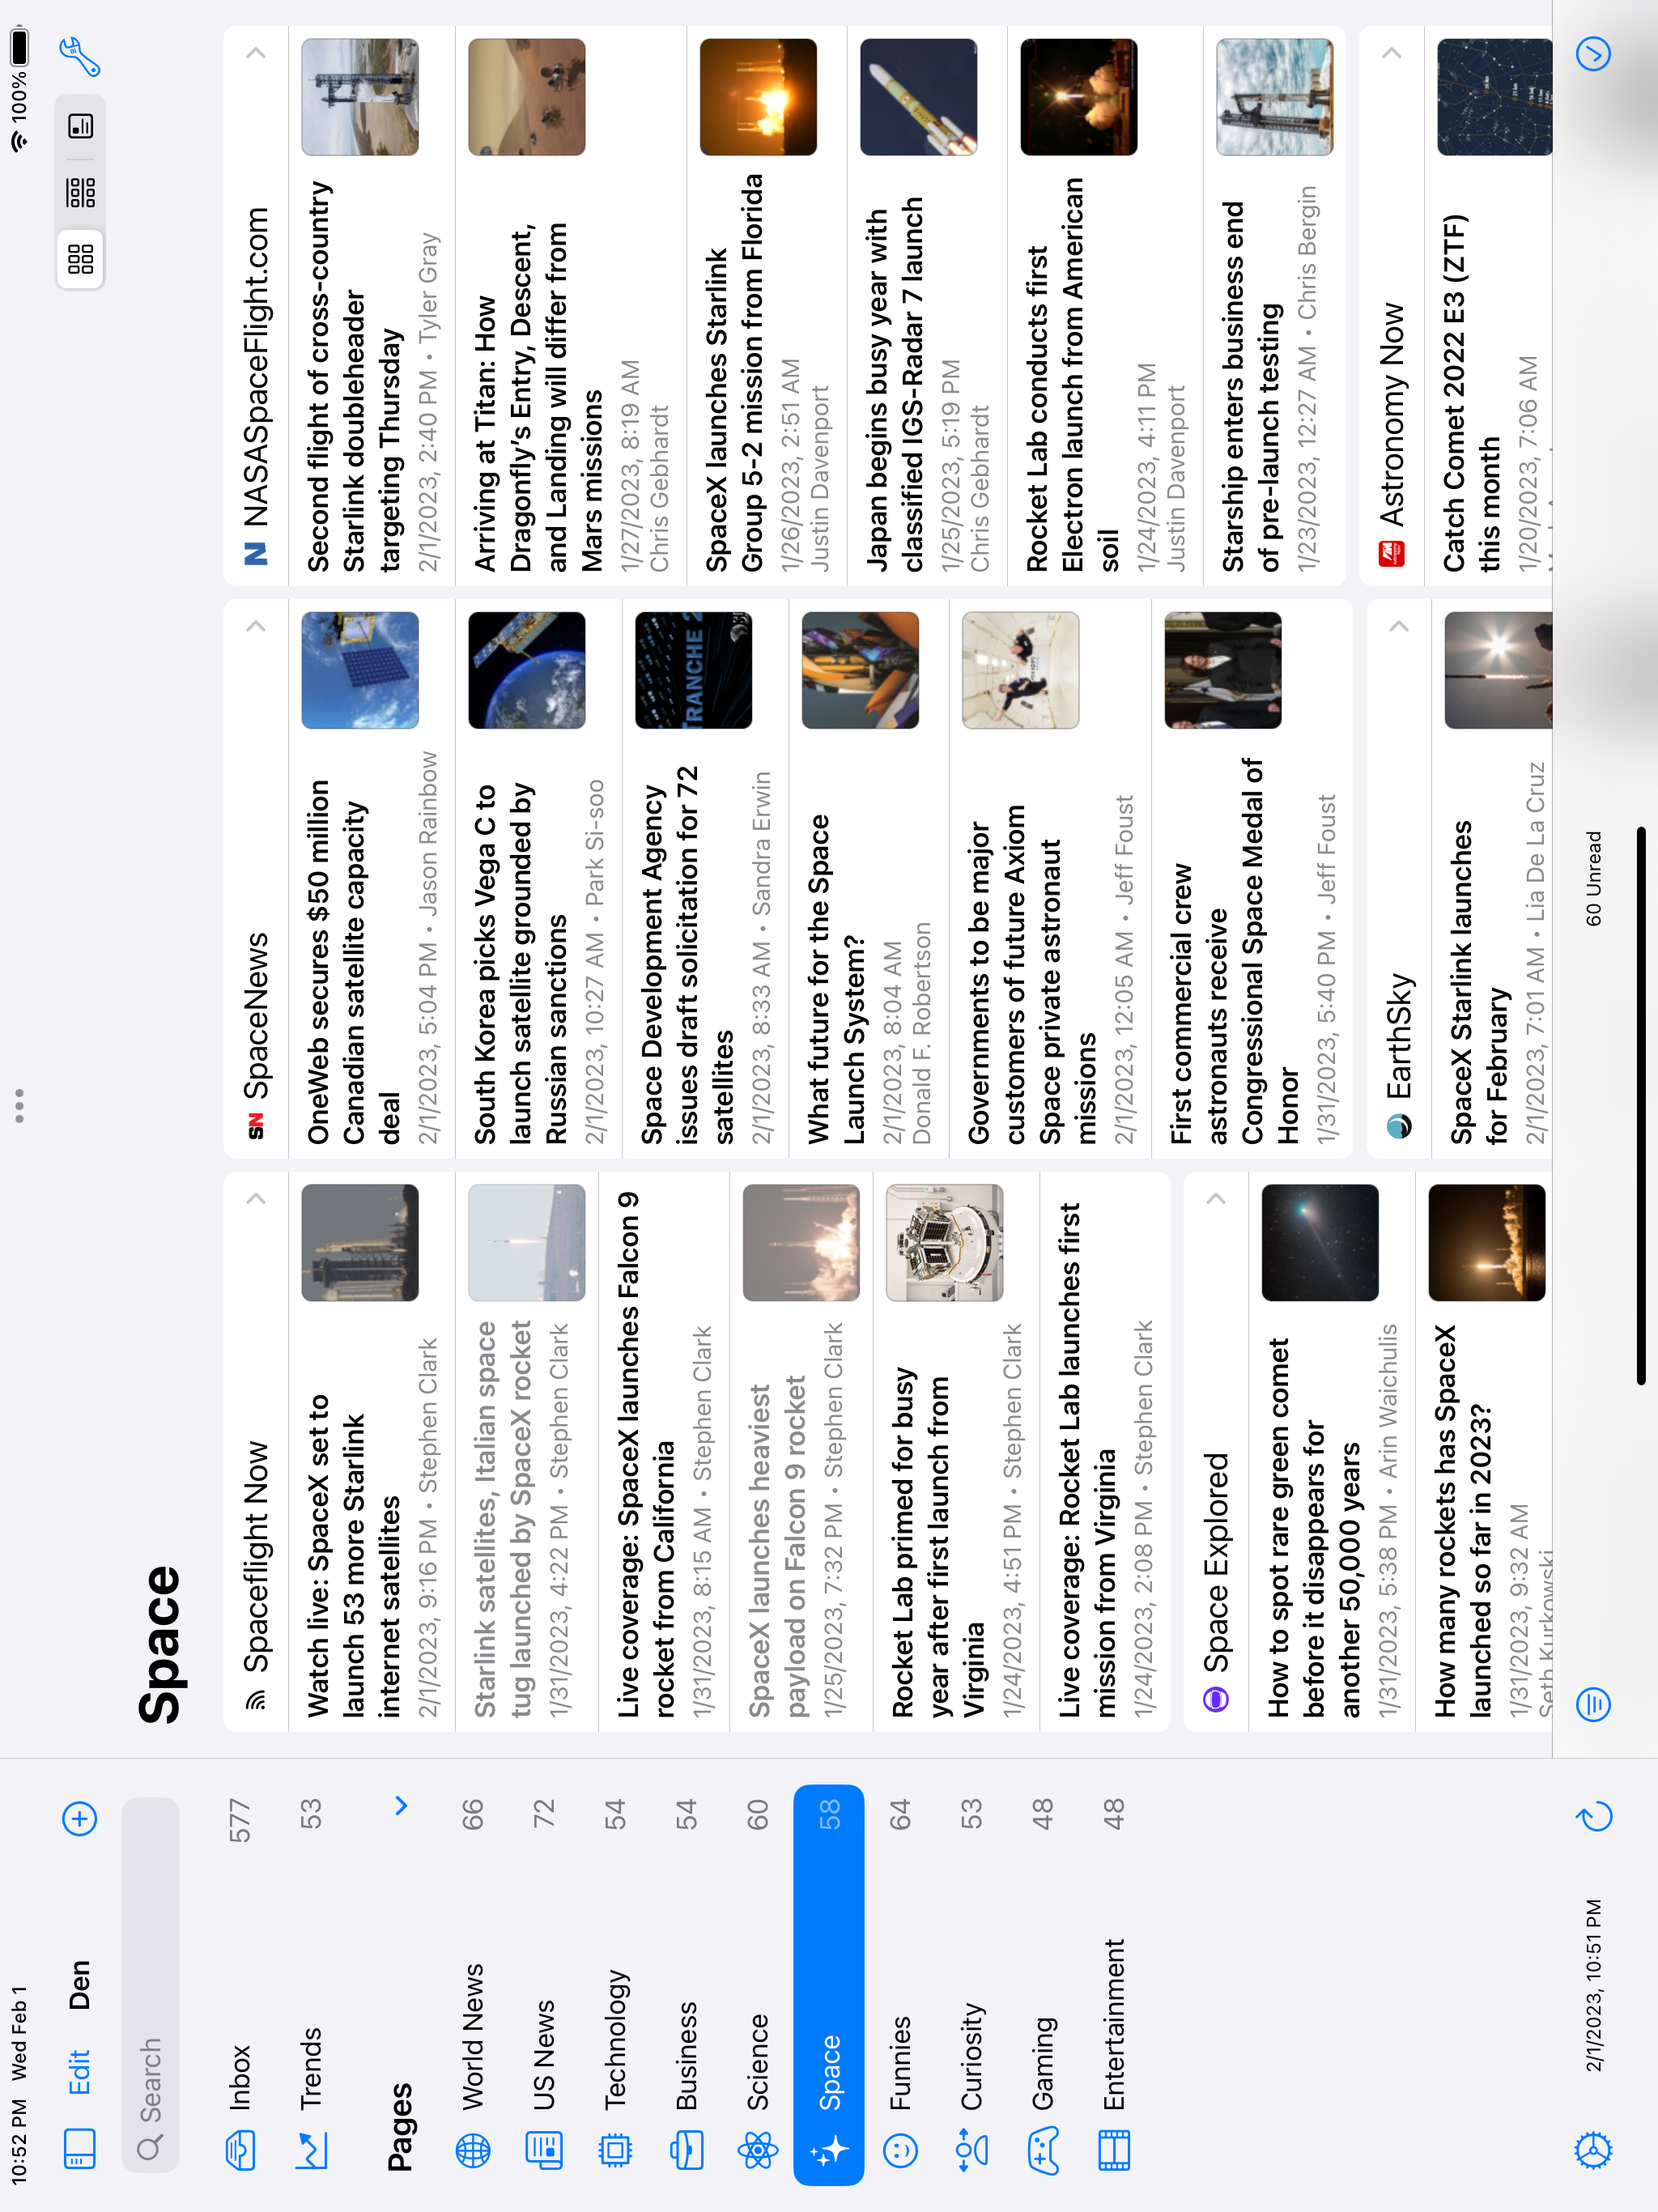 10:52 PM Wed Feb 1
100%
Edit
Den
Search
Inbox 577
Trends 53
Pages
World News 66
US News 72
Technology 54
Business 54
Science 60
Space 58
Funnies 64
Curiosity 53
Gaming 48
Entertainment 48
2/1/2023, 10:51 PM
Space
Spaceflight Now
Watch live: SpaceX set to
launch 53 more Starlink
internet satellites
2/1/2023, 9:16 PM • Stephen Clark
Starlink satellites, Italian space
tug launched by SpaceX rocket
1/31/2023, 4:22 PM • Stephen Clark
Live coverage: SpaceX launches Falcon 9
rocket from California
1/31/2023, 8:15 AM • Stephen Clark
SpaceX launches heaviest
payload on Falcon 9 rocket
1/25/2023, 7:32 PM • Stephen Clark
Rocket Lab primed for busy
year after first launch from
Virginia
1/24/2023, 4:51 PM • Stephen Clark
Live coverage: Rocket Lab launches first
mission from Virginia
1/24/2023, 2:08 PM • Stephen Clark
Space Explored
How to spot rare green comet
before it disappears for
another 50,000 years
1/31/2023, 5:38 PM • Arin Waichulis
How many rockets has SpaceX
launched so far in 2023?
1/31/2023, 9:32 AM
Seth Kurkowski
SN SpaceNews
OneWeb secures $50 million
Canadian satellite capacity
deal
2/1/2023, 5:04 PM • Jason Rainbow
South Korea picks Vega C to
launch satellite grounded by
Russian sanctions
2/1/2023, 10:27 AM • Park Si-soo
Space Development Agency
issues draft solicitation for 72
satellites
2/1/2023, 8:33 AM • Sandra Erwin
TRANCHE 2
What future for the Space
Launch System?
2/1/2023, 8:04 AM
Donald F. Robertson
Governments to be major
customers of future Axiom
Space private astronaut
missions
2/1/2023, 12:05 AM • Jeff Foust
First commercial crew
astronauts receive
Congressional Space Medal of
Honor
1/31/2023, 5:40 PM • Jeff Foust
EarthSky
SpaceX Starlink launches
for February
2/1/2023, 7:01 AM • Lia De La Cruz
N NASASpaceFlight.com
Second flight of cross-country
Starlink doubleheader
targeting Thursday
2/1/2023, 2:40 PM • Tyler Gray
Arriving at Titan: How
Dragonfly’s Entry, Descent,
and Landing will differ from
Mars missions
1/27/2023, 8:19 AM
Chris Gebhardt
SpaceX launches Starlink
Group 5-2 mission from Florida
1/26/2023, 2:51 AM
Justin Davenport
Japan begins busy year with
classified IGS-Radar 7 launch
1/25/2023, 5:19 PM
Chris Gebhardt
Rocket Lab conducts first
Electron launch from American
soil
1/24/2023, 4:11 PM
Justin Davenport
Starship enters business end
of pre-launch testing
1/23/2023, 12:27 AM • Chris Bergin
Astronomy Now
Catch Comet 2022 E3 (ZTF)
this month
1/20/2023, 7:06 AM
60 Unread